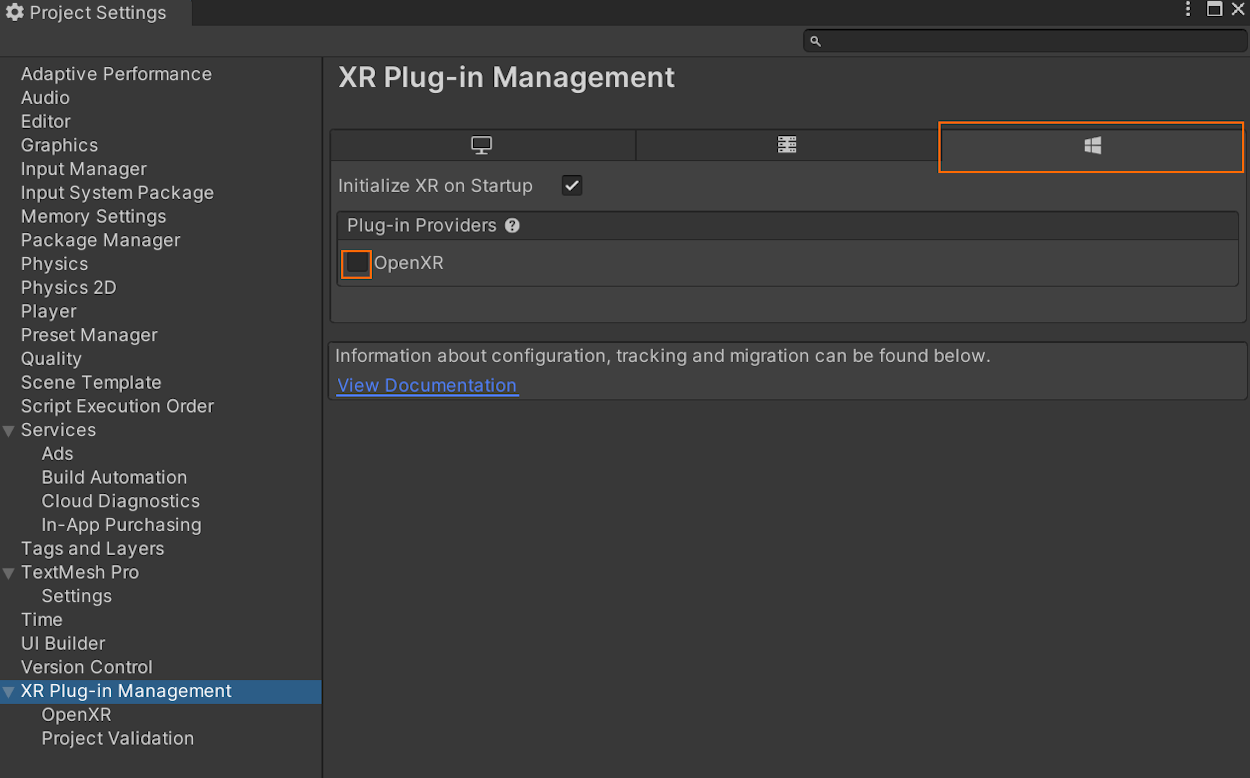 Project Settings
Adaptive Performance
Audio
Editor
Graphics
Input Manager
Input System Package
Memory Settings
Package Manager
Physics
Physics 2D
Player
Preset Manager
Quality
Scene Template
Script Execution Order
Services
Ads
Build Automation
Cloud Diagnostics
In-App Purchasing
Tags and Layers
TextMesh Pro
Settings
Time
UI Builder
Version Control
XR Plug-in Management
OpenXR
Project Validation
XR Plug-in Management
Initialize XR on Startup
Plug-in Providers ?
OpenXR
Information about configuration, tracking and migration can be found below.
View Documentation